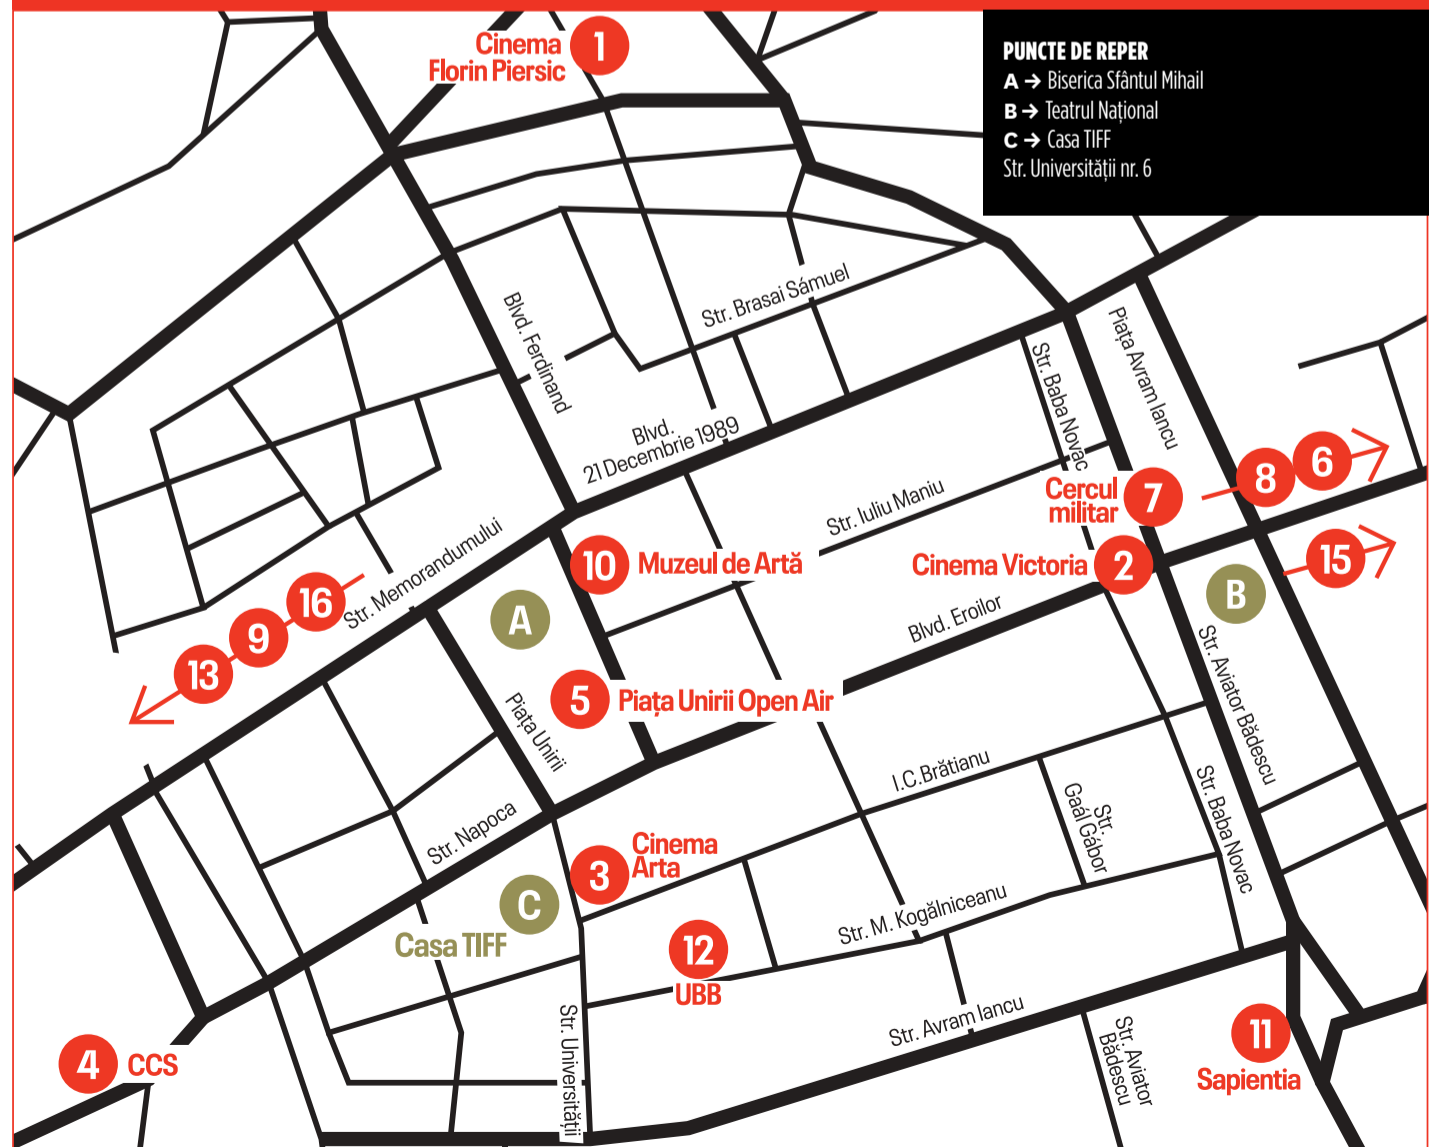 Cinema
Florin Piersic
1
PUNCTE DE REPER
A → Biserica Sfântul Mihail
B → Teatrul Național
C → Casa TIFF
Str. Universității nr. 6
Str. Brasai Sámuel
Blvd. Ferdinand
Piața Avram Iancu
Str. Baba Novac
Blvd.
21 Decembrie 1989
8
6
Cercul
militar
7
Str. Iuliu Maniu
Str. Memorandumului
10
Muzeul de Artă
Cinema Victoria
2
15
16
9
13
A
B
Blvd. Eroilor
5
Piața Unirii Open Air
Piața Unirii
Str. Aviator Bădescu
I.C.Brătianu
Str.
Gaál Gábor
Str. Baba Novac
Str. Napoca
3
Cinema
Arta
C
Casa TIFF
Str. M. Kogălniceanu
12
UBB
Str. Universității
Str. Avram Iancu
Str. Aviator
Bădescu
11
Sapientia
4
CCS